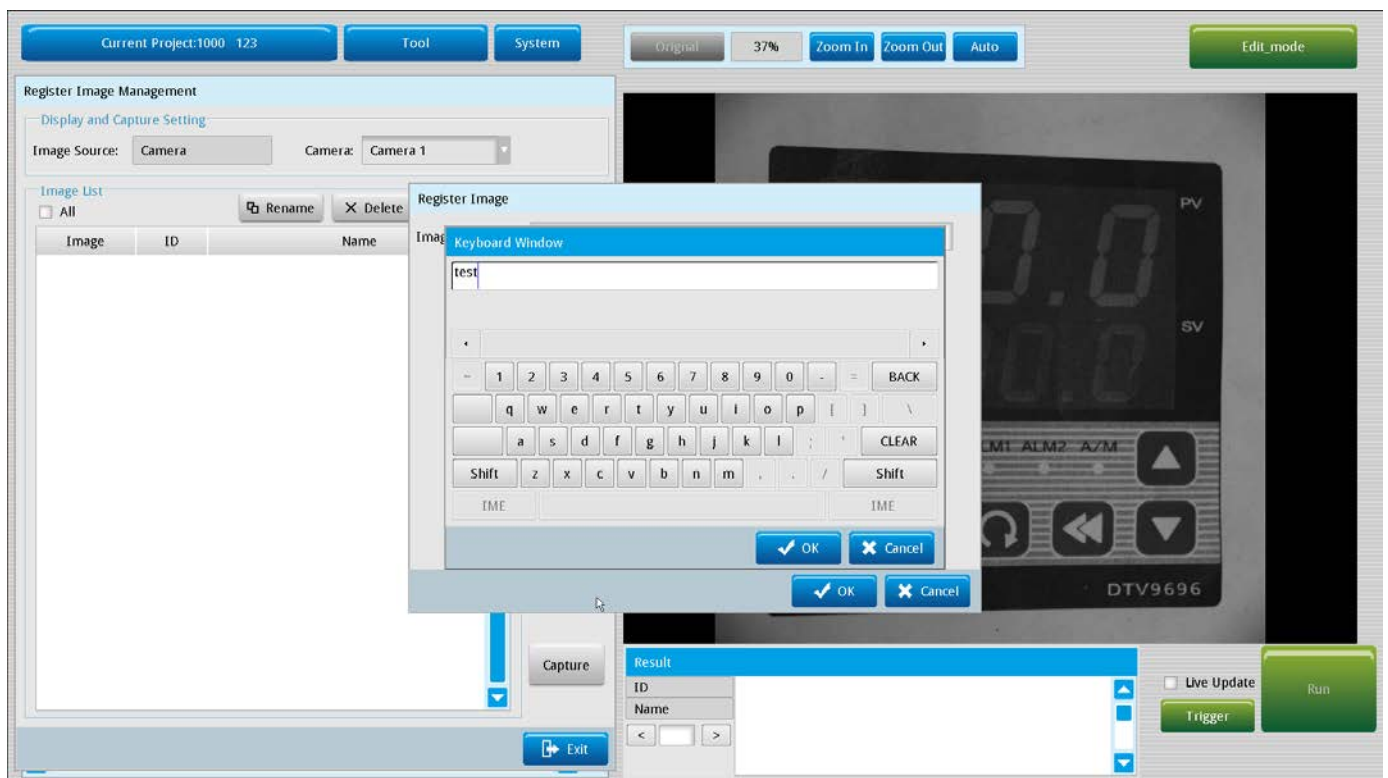 Current Project:1000 123
Tool
System
Orignal
37%
Zoom In
Zoom Out
Auto
Edit_mode
Register Image Management
Display and Capture Setting
Image Source:
Camera
Camera:
Camera 1
Image List
All
Rename
Delete
Image
ID
Name
Register Image
Imag
Keyboard Window
test
~ 1 2 3 4 5 6 7 8 9 0 - = BACK
q w e r t y u i o p [ ] \
a s d f g h j k l ; ' CLEAR
Shift z x c v b n m , . / Shift
IME IME
OK
Cancel
OK
Cancel
PV
SV
ALM2 A/M
DTV9696
Capture
Exit
Result
ID
Name
<
>
Live Update
Trigger
Run